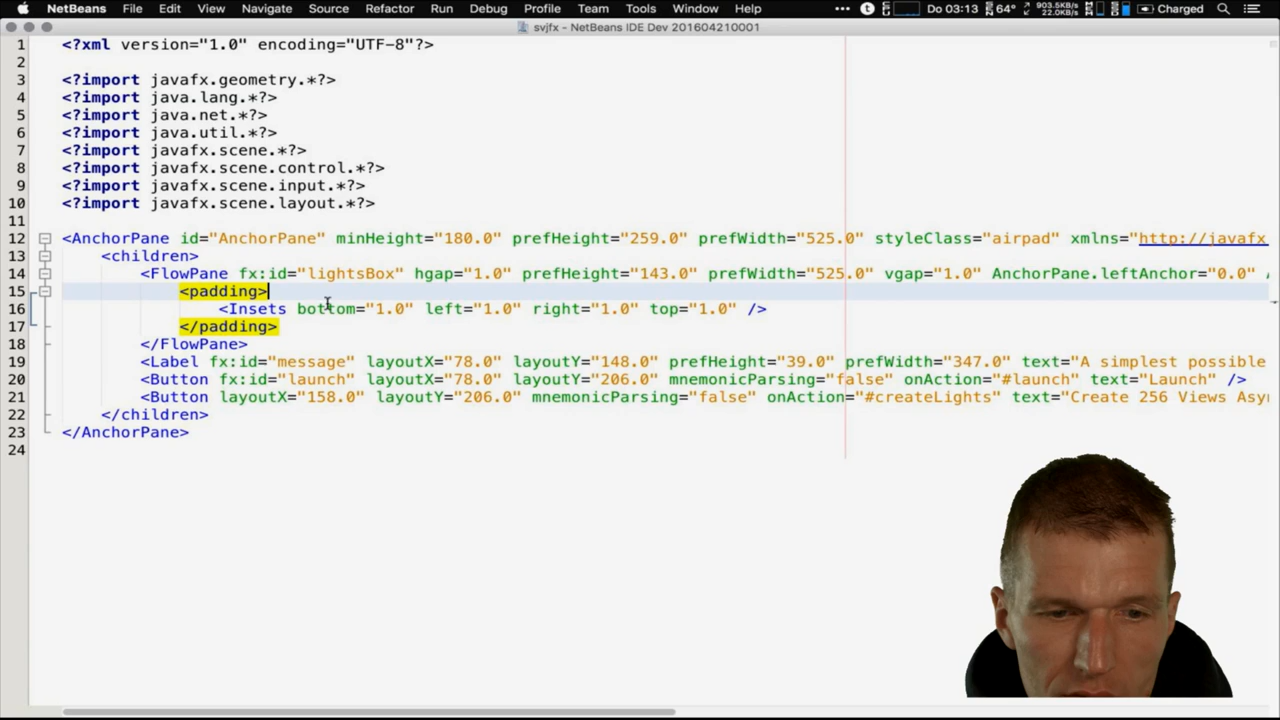 NetBeans File Edit View Navigate Source Refactor Run Debug Profile Team Tools Window Help ••• Do 03:13 64° 903.5KB/s 22.0KB/s Charged
svjfx - NetBeans IDE Dev 201604210001
1 <?xml version="1.0" encoding="UTF-8"?>
2
3 <?import javafx.geometry.*?>
4 <?import java.lang.*?>
5 <?import java.net.*?>
6 <?import java.util.*?>
7 <?import javafx.scene.*?>
8 <?import javafx.scene.control.*?>
9 <?import javafx.scene.input.*?>
10 <?import javafx.scene.layout.*?>
11
12 <AnchorPane id="AnchorPane" minHeight="180.0" prefHeight="259.0" prefWidth="525.0" styleClass="airpad" xmlns="http://javafx
13 <children>
14 <FlowPane fx:id="lightsBox" hgap="1.0" prefHeight="143.0" prefWidth="525.0" vgap="1.0" AnchorPane.leftAnchor="0.0"
15 <padding>
16 <Insets bottom="1.0" left="1.0" right="1.0" top="1.0" />
17 </padding>
18 </FlowPane>
19 <Label fx:id="message" layoutX="78.0" layoutY="148.0" prefHeight="39.0" prefWidth="347.0" text="A simplest possible
20 <Button fx:id="launch" layoutX="78.0" layoutY="206.0" mnemonicParsing="false" onAction="#launch" text="Launch" />
21 <Button layoutX="158.0" layoutY="206.0" mnemonicParsing="false" onAction="#createLights" text="Create 256 Views Asy
22 </children>
23 </AnchorPane>
24